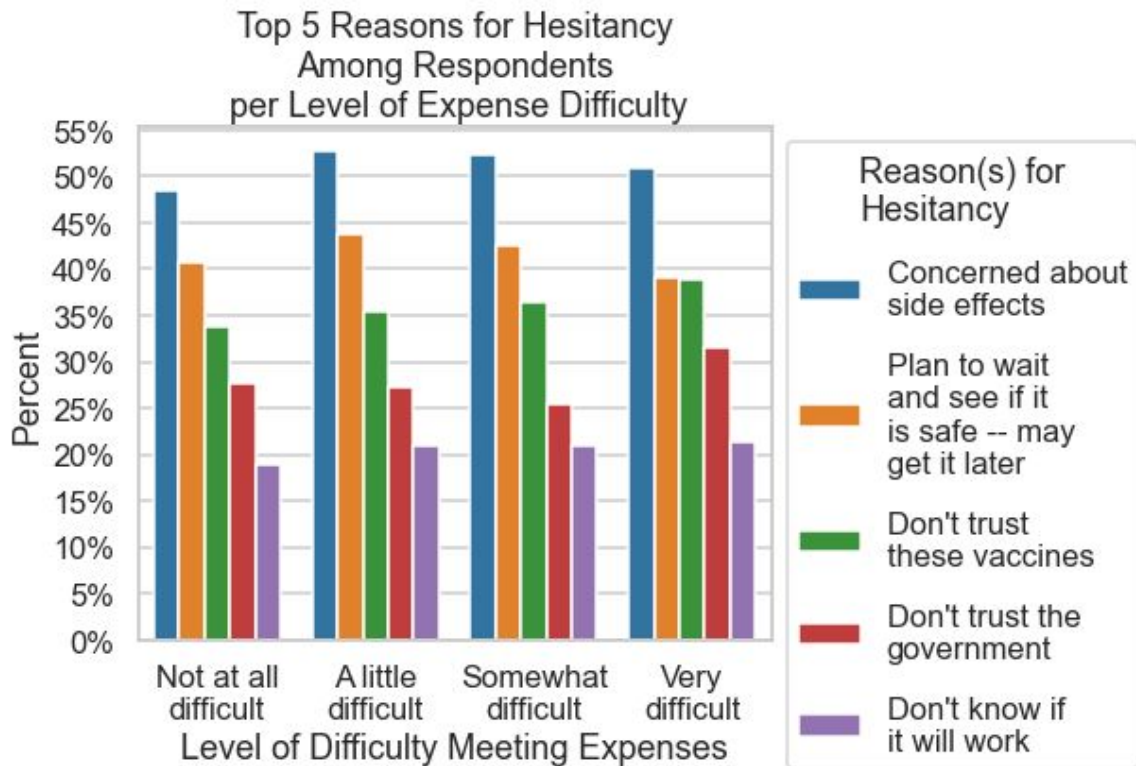 Top 5 Reasons for Hesitancy
Among Respondents
per Level of Expense Difficulty
55%
50%
45%
40%
35%
30%
25%
20%
15%
10%
5%
0%
Percent
Not at all
difficult
A little
difficult
Somewhat
difficult
Very
difficult
Level of Difficulty Meeting Expenses
Reason(s) for
Hesitancy
Concerned about
side effects
Plan to wait
and see if it
is safe -- may
get it later
Don't trust
these vaccines
Don't trust the
government
Don't know if
it will work